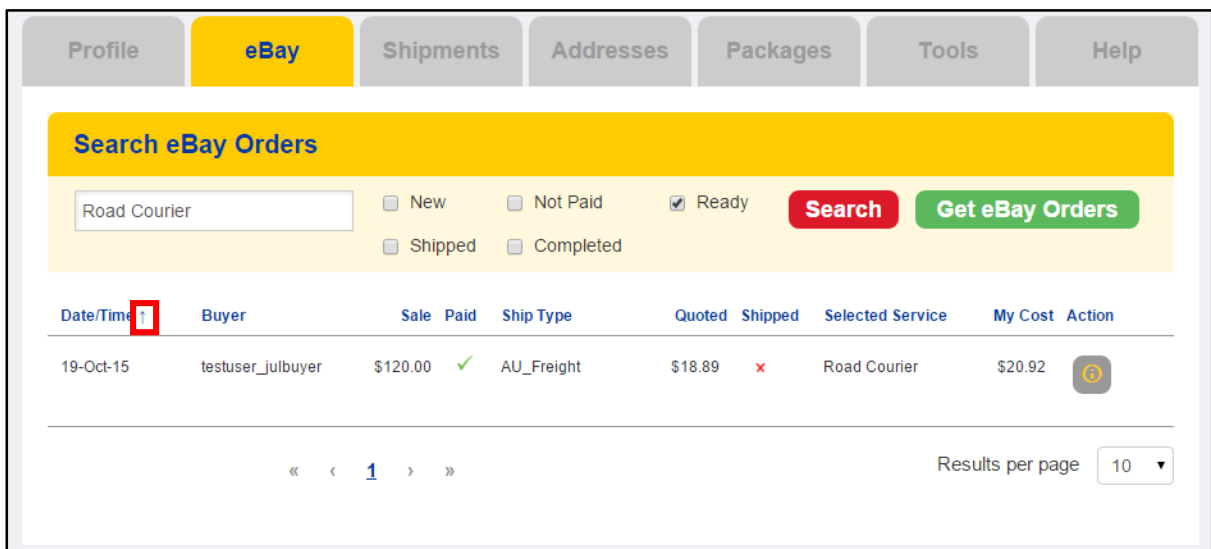 Profile eBay Shipments Addresses Packages Tools Help
Search eBay Orders
Road Courier New Not Paid Ready Search Get eBay Orders
Shipped Completed
Date/Time ↑ Buyer Sale Paid Ship Type Quoted Shipped Selected Service My Cost Action
19-Oct-15 testuser_julbuyer $120.00 ✓ AU_Freight $18.89 x Road Courier $20.92
« ‹ 1 › » Results per page 10